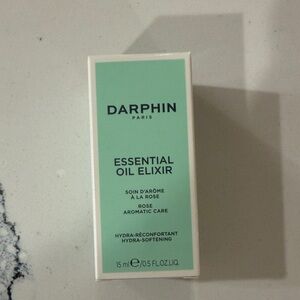 DARPHIN
PARIS
ESSENTIAL
OIL ELIXIR
SOIN D'ARÔME
À LA ROSE
ROSE
AROMATIC CARE
HYDRA-RÉCONFORTANT
HYDRA-SOFTENING
15 ml ℮/0.5 FL.OZ.LIQ.